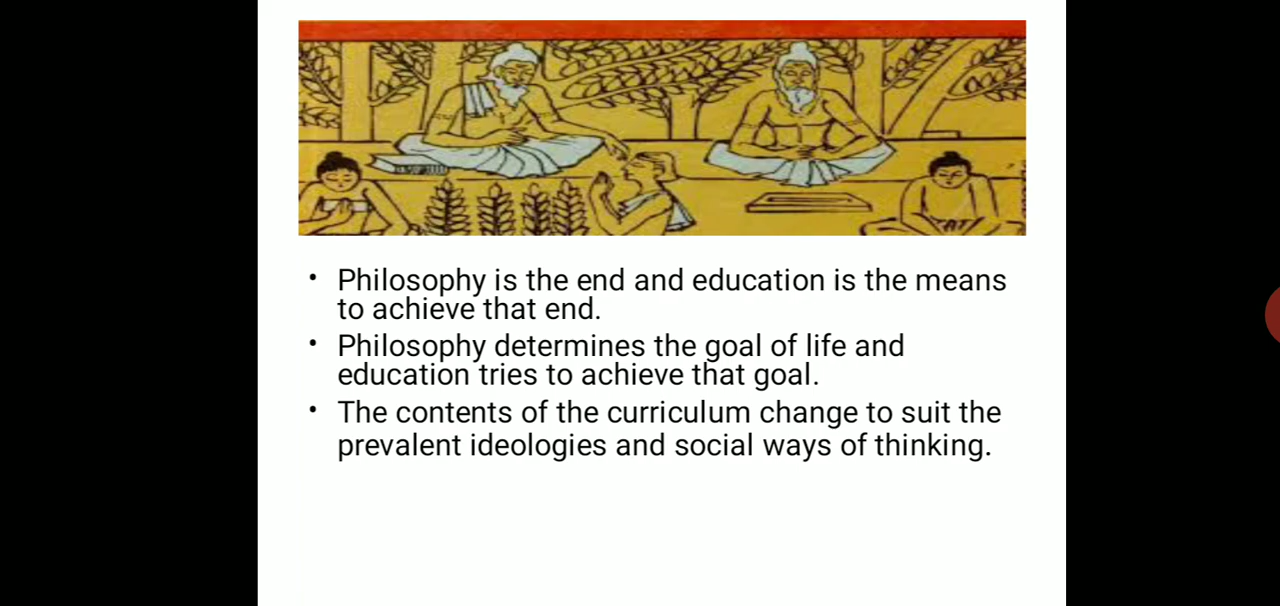 • Philosophy is the end and education is the means
to achieve that end.
• Philosophy determines the goal of life and
education tries to achieve that goal.
• The contents of the curriculum change to suit the
prevalent ideologies and social ways of thinking.